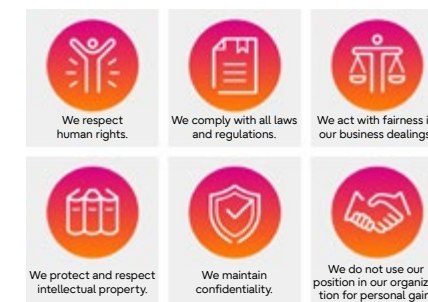 We respect
human rights.
We comply with all laws
and regulations.
We act with fairness i
our business dealings
We protect and respect
intellectual property.
We maintain
confidentiality.
We do not use our
position in our organiz
tion for personal gain